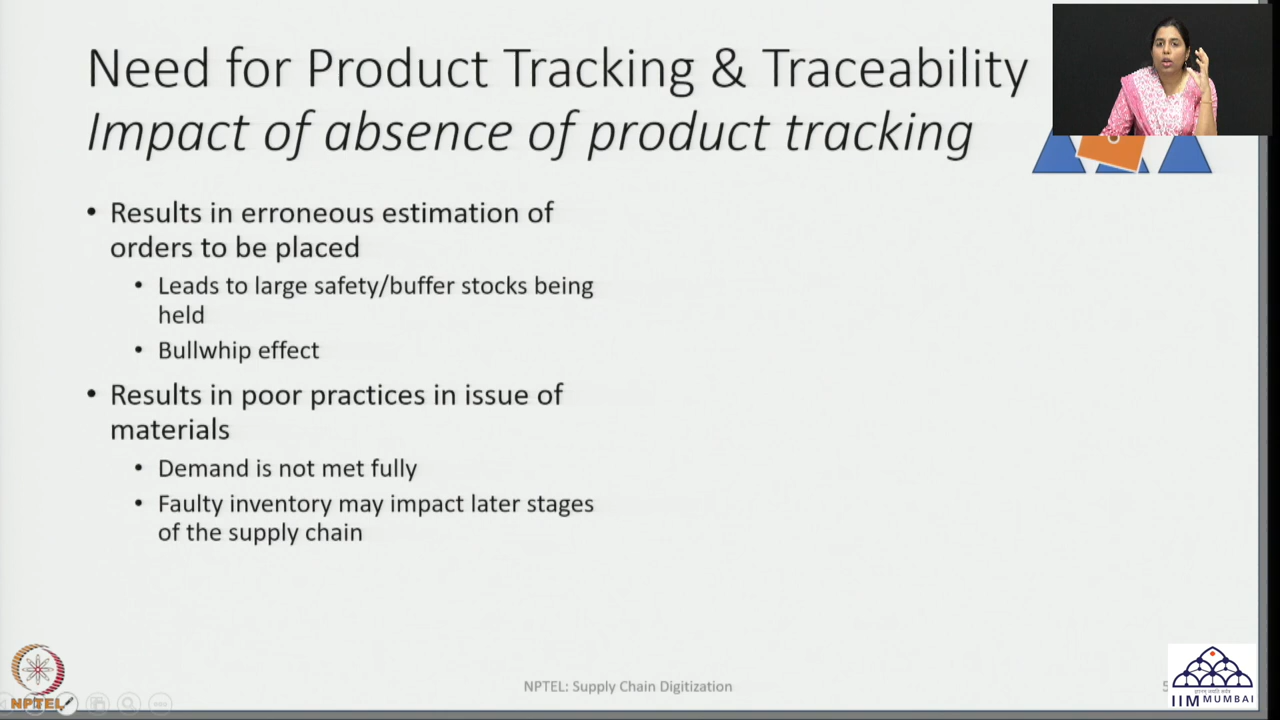 Need for Product Tracking & Traceability
Impact of absence of product tracking
• Results in erroneous estimation of
orders to be placed
• Leads to large safety/buffer stocks being
held
• Bullwhip effect
• Results in poor practices in issue of
materials
• Demand is not met fully
• Faulty inventory may impact later stages
of the supply chain
NPTEL
NPTEL: Supply Chain Digitization
IIM MUMBAI